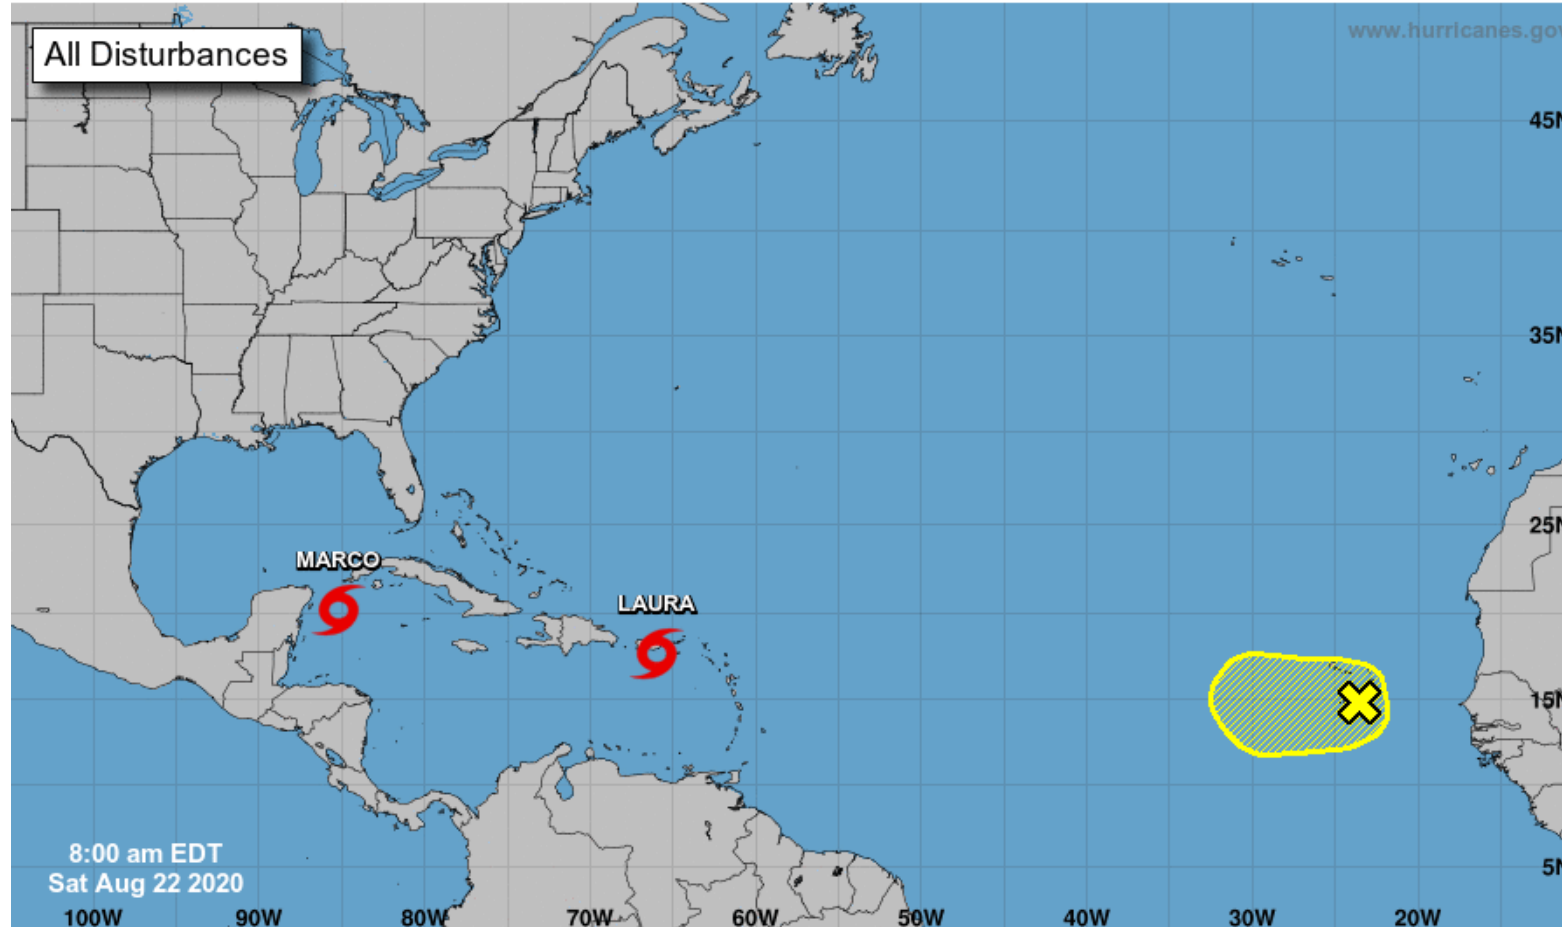 All Disturbances
www.hurricanes.gov
45N
35N
25N
MARCO
LAURA
15N
8:00 am EDT
Sat Aug 22 2020
5N
100W 90W 80W 70W 60W 50W 40W 30W 20W